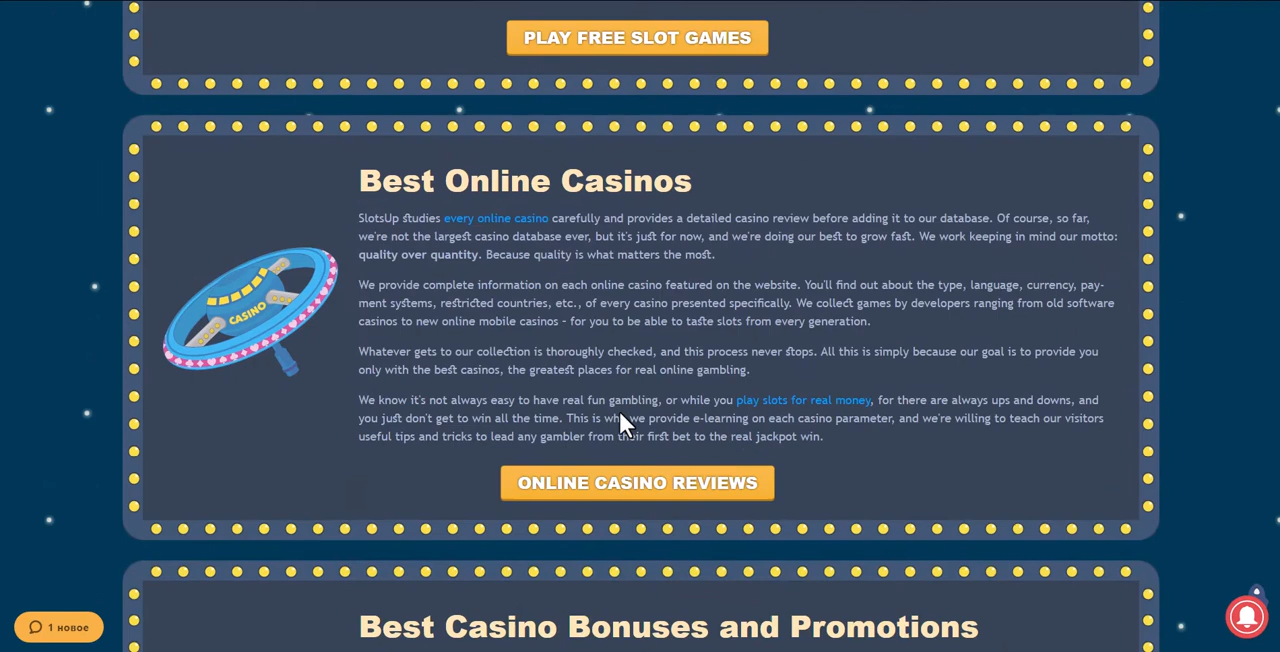 PLAY FREE SLOT GAMES
Best Online Casinos
SlotsUp studies every online casino carefully and provides a detailed casino review before adding it to our database. Of course, so far,
we're not the largest casino database ever, but it's just for now, and we're doing our best to grow fast. We work keeping in mind our motto:
quality over quantity. Because quality is what matters the most.
We provide complete information on each online casino featured on the website. You'll find out about the type, language, currency, pay-
ment systems, restricted countries, etc., of every casino presented specifically. We collect games by developers ranging from old software
casinos to new online mobile casinos - for you to be able to taste slots from every generation.
CASINO
Whatever gets to our collection is thoroughly checked, and this process never stops. All this is simply because our goal is to provide you
only with the best casinos, the greatest places for real online gambling.
We know it's not always easy to have real fun gambling, or while you play slots for real money, for there are always ups and downs, and
you just don't get to win all the time. This is why we provide e-learning on each casino parameter, and we're willing to teach our visitors
useful tips and tricks to lead any gambler from their first bet to the real jackpot win.
ONLINE CASINO REVIEWS
Best Casino Bonuses and Promotions
1 новое